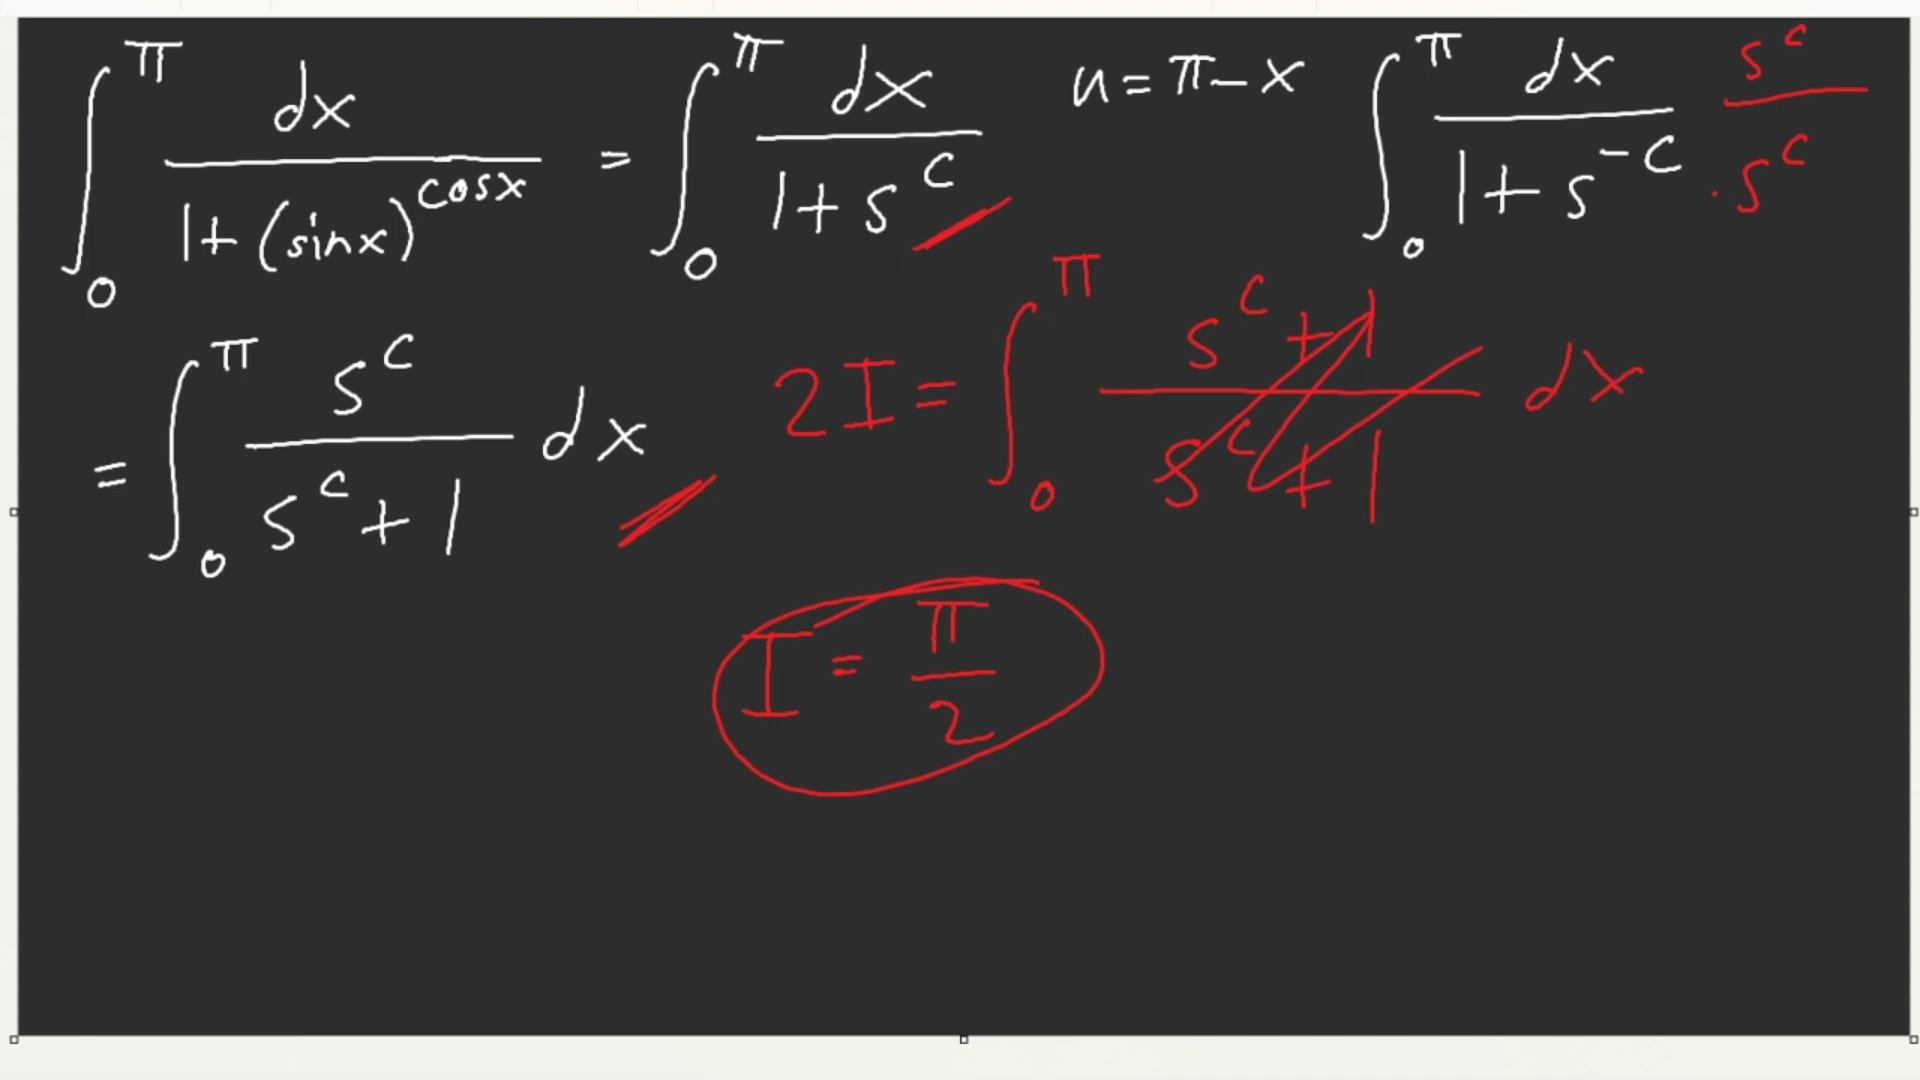 ∫₀^π dx / (1 + (sinx)^cosx) = ∫₀^π dx / (1 + s^c) u = π − x ∫₀^π dx / (1 + s^−c) · s^c / s^c
= ∫₀^π s^c / (s^c + 1) dx 2I = ∫₀^π (s^c + 1) / (s^c + 1) dx
I = π / 2